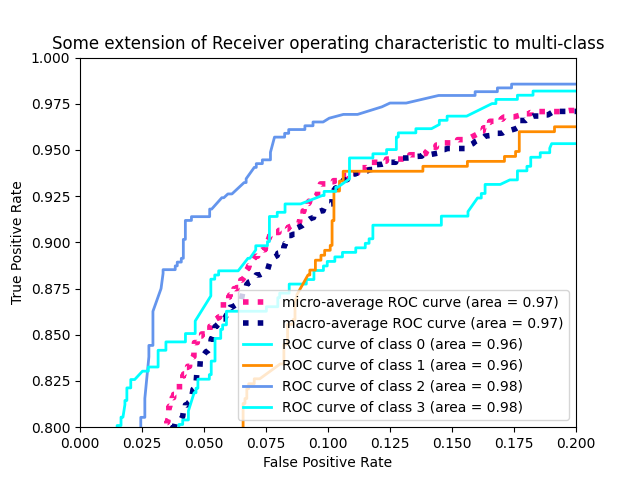 Some extension of Receiver operating characteristic to multi-class
1.000
0.975
0.950
0.925
0.900
0.875
0.850
0.825
0.800
True Positive Rate
micro-average ROC curve (area = 0.97)
macro-average ROC curve (area = 0.97)
ROC curve of class 0 (area = 0.96)
ROC curve of class 1 (area = 0.96)
ROC curve of class 2 (area = 0.98)
ROC curve of class 3 (area = 0.98)
0.000 0.025 0.050 0.075 0.100 0.125 0.150 0.175 0.200
False Positive Rate